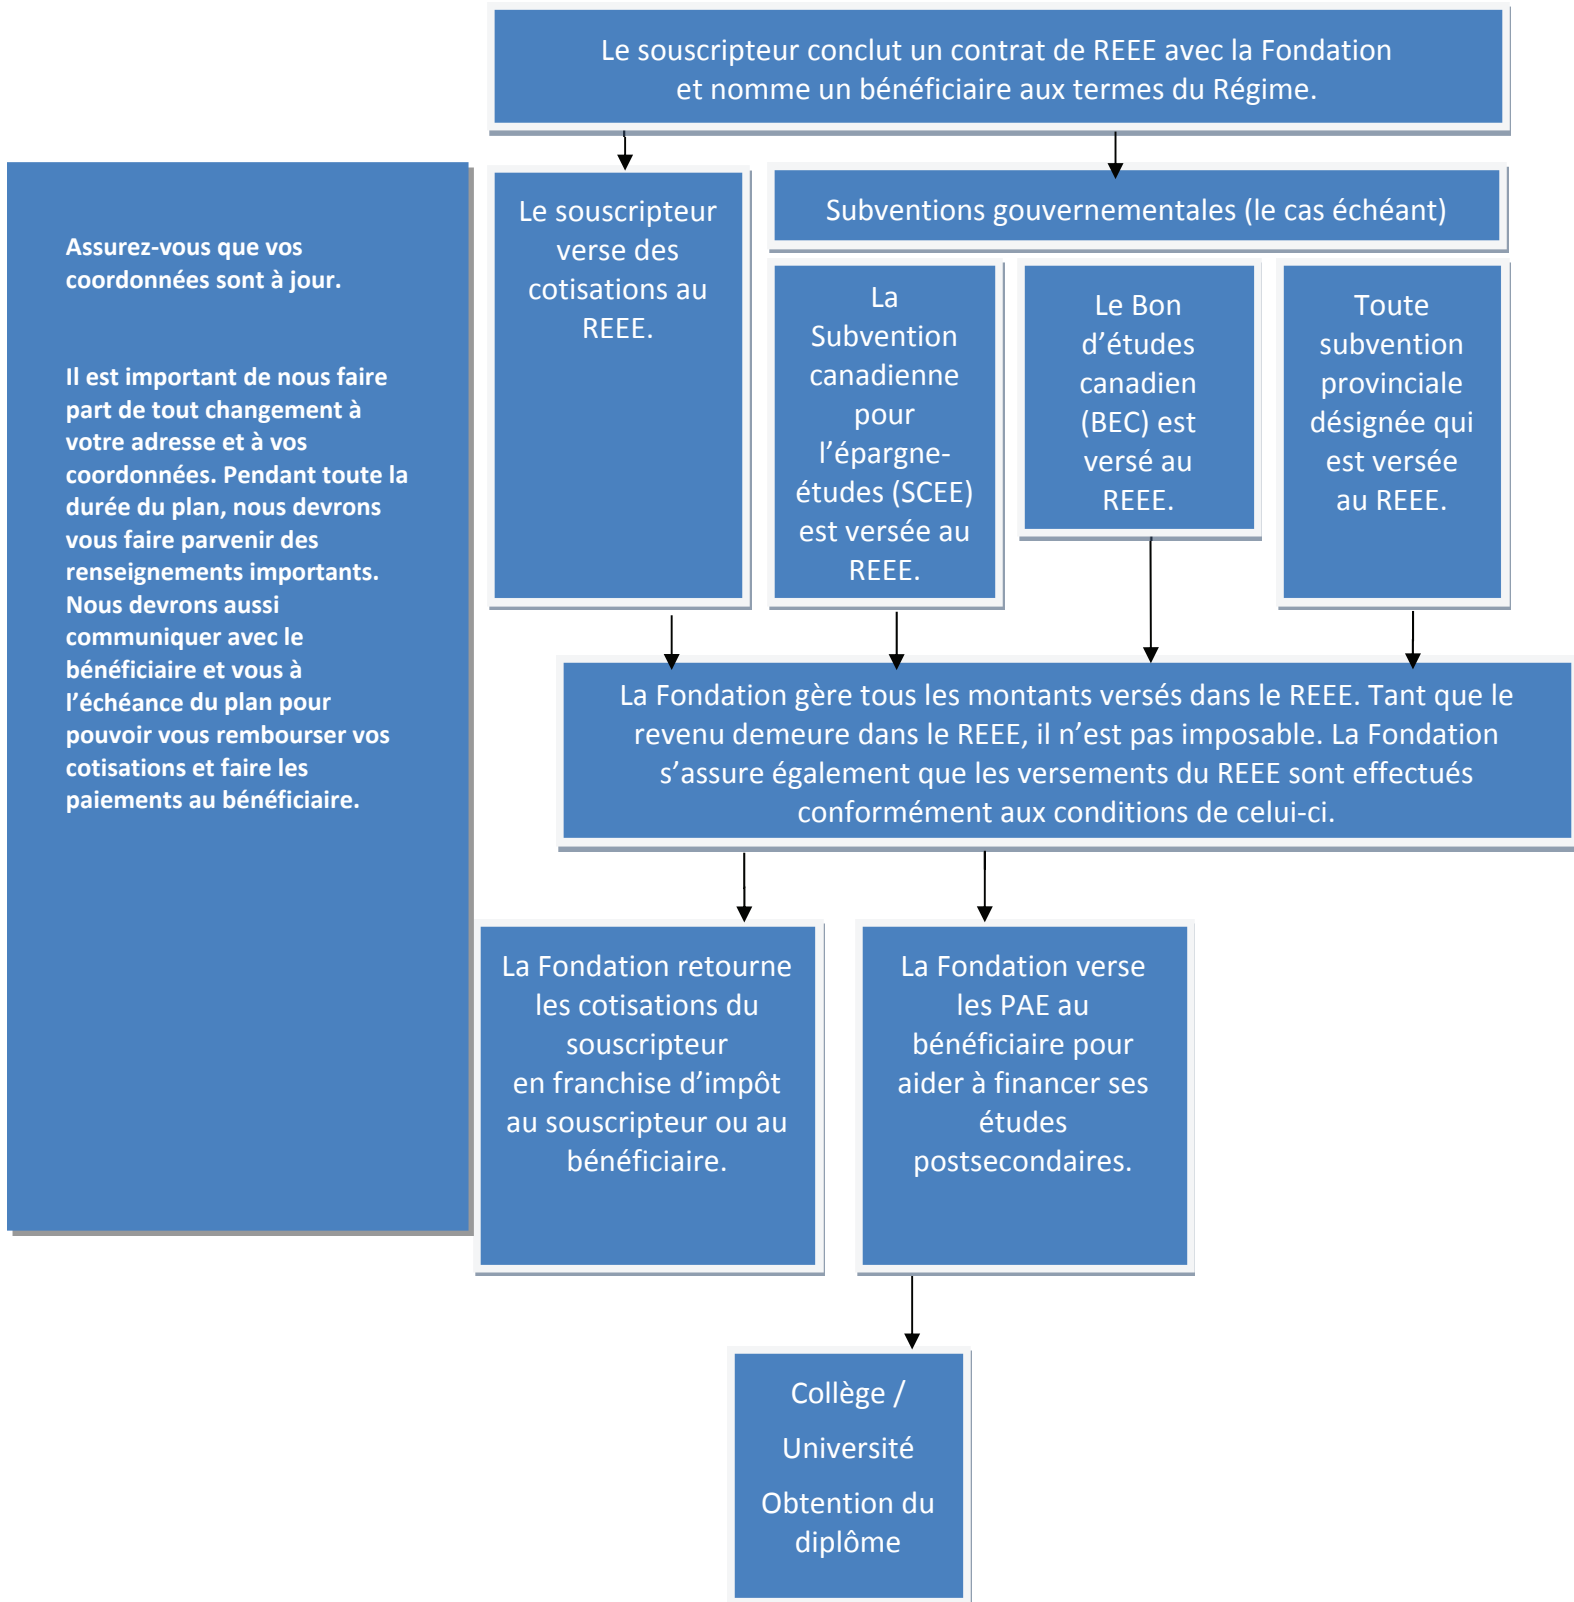 Le souscripteur conclut un contrat de REEE avec la Fondation
et nomme un bénéficiaire aux termes du Régime.
Assurez-vous que vos
coordonnées sont à jour.
Il est important de nous faire
part de tout changement à
votre adresse et à vos
coordonnées. Pendant toute la
durée du plan, nous devrons
vous faire parvenir des
renseignements importants.
Nous devrons aussi
communiquer avec le
bénéficiaire et vous à
l’échéance du plan pour
pouvoir vous rembourser vos
cotisations et faire les
paiements au bénéficiaire.
Le souscripteur
verse des
cotisations au
REEE.
Subventions gouvernementales (le cas échéant)
La
Subvention
canadienne
pour
l’épargne-
études (SCEE)
est versée au
REEE.
Le Bon
d’études
canadien
(BEC) est
versé au
REEE.
Toute
subvention
provinciale
désignée qui
est versée
au REEE.
La Fondation gère tous les montants versés dans le REEE. Tant que le
revenu demeure dans le REEE, il n’est pas imposable. La Fondation
s’assure également que les versements du REEE sont effectués
conformément aux conditions de celui-ci.
La Fondation retourne
les cotisations du
souscripteur
en franchise d’impôt
au souscripteur ou au
bénéficiaire.
La Fondation verse
les PAE au
bénéficiaire pour
aider à financer ses
études
postsecondaires.
Collège /
Université
Obtention du
diplôme